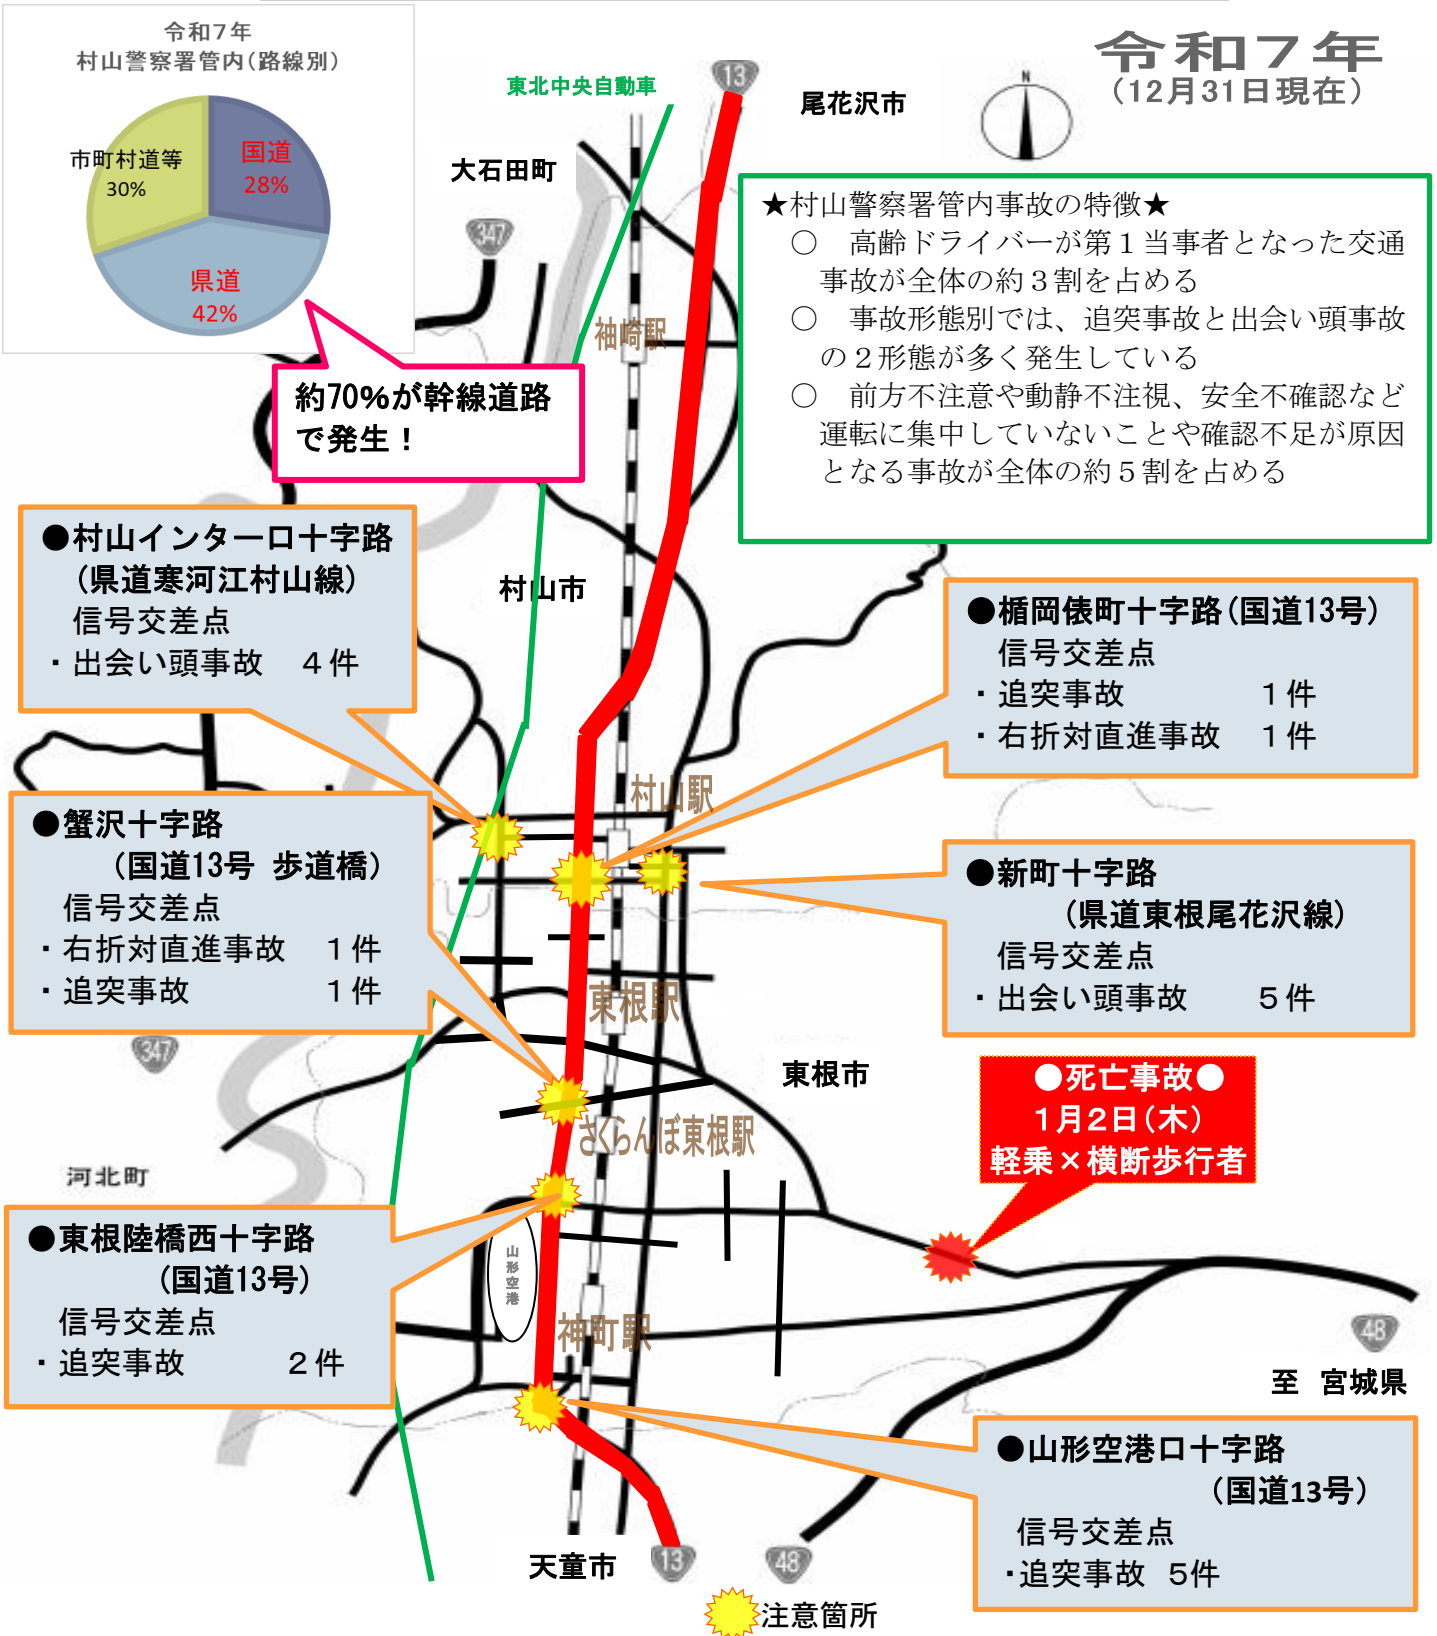 令和７年
村山警察署管内(路線別)
国道
28%
市町村道等
30%
県道
42%
約70%が幹線道路
で発生！
令和７年
（12月31日現在）
N
★村山警察署管内事故の特徴★
○　高齢ドライバーが第１当事者となった交通
事故が全体の約３割を占める
○　事故形態別では、追突事故と出会い頭事故
の２形態が多く発生している
○　前方不注意や動静不注視、安全不確認など
運転に集中していないことや確認不足が原因
となる事故が全体の約５割を占める
東北中央自動車
13
尾花沢市
大石田町
347
袖崎駅
●村山インター口十字路
(県道寒河江村山線)
信号交差点
・出会い頭事故　４件
村山市
●楯岡俵町十字路(国道13号)
信号交差点
・追突事故　　　　１件
・右折対直進事故　１件
村山駅
●蟹沢十字路
(国道13号 歩道橋)
信号交差点
・右折対直進事故　１件
・追突事故　　　　１件
●新町十字路
(県道東根尾花沢線)
信号交差点
・出会い頭事故　　５件
東根駅
347
東根市
●死亡事故●
１月２日(木)
軽乗×横断歩行者
さくらんぼ東根駅
河北町
●東根陸橋西十字路
(国道13号)
信号交差点
・追突事故　　　２件
山形空港
神町駅
48
至　宮城県
●山形空港口十字路
（国道13号）
信号交差点
・追突事故　5件
天童市
13
48
注意箇所